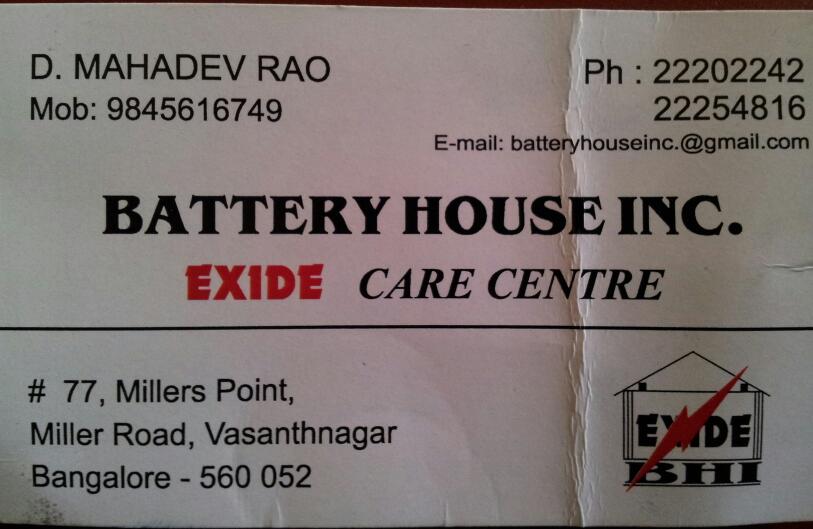 D. MAHADEV RAO
Mob: 9845616749
Ph : 22202242
22254816
E-mail: batteryhouseinc.@gmail.com
BATTERY HOUSE INC.
EXIDE CARE CENTRE
# 77, Millers Point,
Miller Road, Vasanthnagar
Bangalore - 560 052
EXIDE
BHI